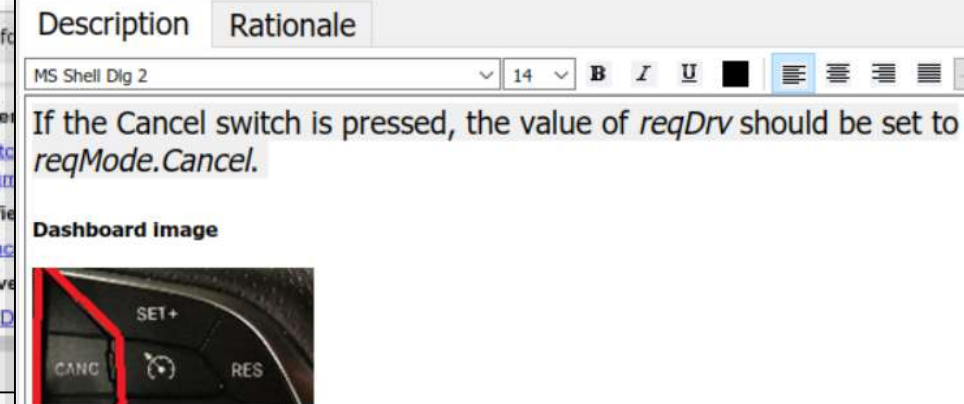 Description Rationale
MS Shell Dlg 2 14 B I U
If the Cancel switch is pressed, the value of reqDrv should be set to
reqMode.Cancel.
Dashboard image
SET+
CANC RES